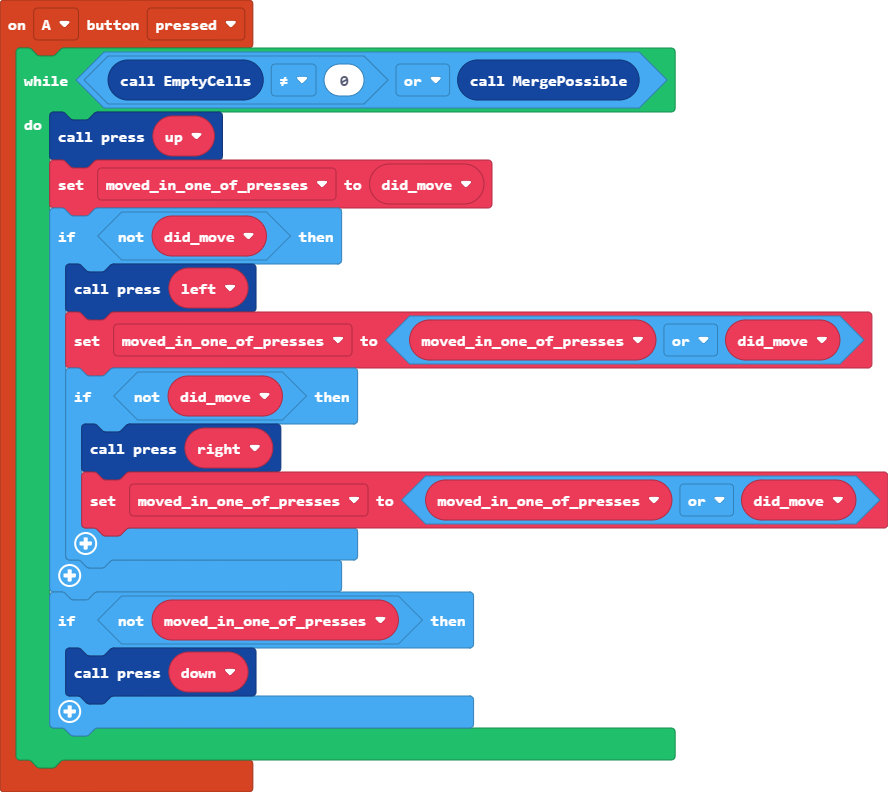 on A button pressed
while call EmptyCells ≠ 0 or call MergePossible
do
call press up
set moved_in_one_of_presses to did_move
if not did_move then
call press left
set moved_in_one_of_presses to moved_in_one_of_presses or did_move
if not did_move then
call press right
set moved_in_one_of_presses to moved_in_one_of_presses or did_move
if not moved_in_one_of_presses then
call press down